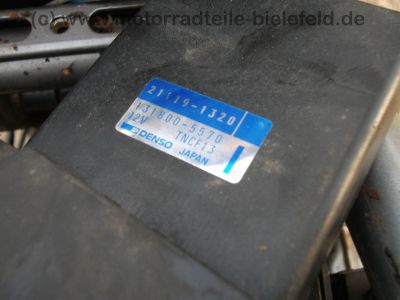 © www.motorradteile-bielefeld.de
21119-1320
131800-5570
12V TNCF13
DENSO JAPAN